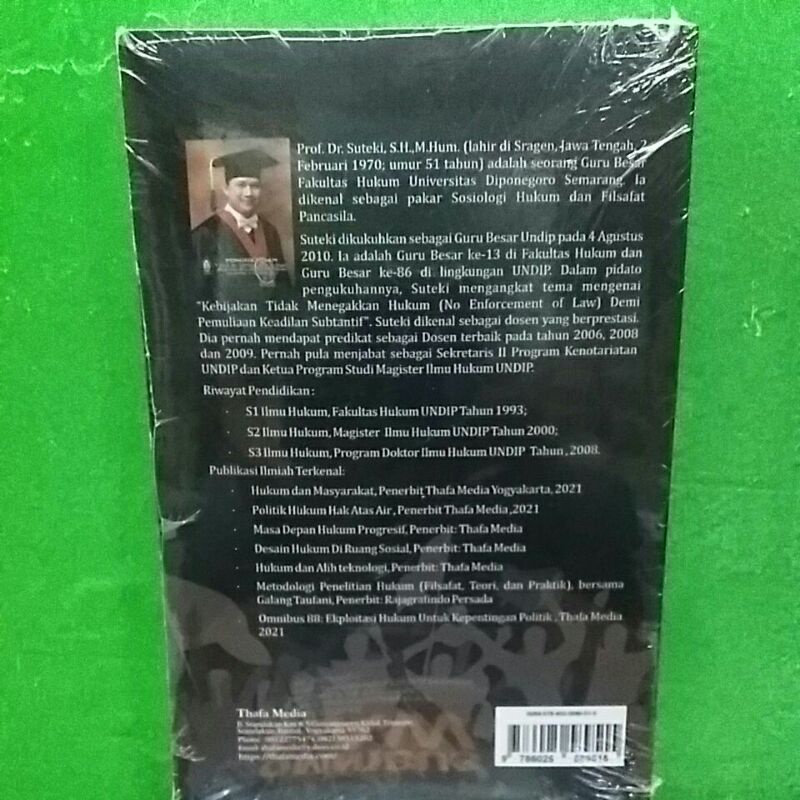 Prof. Dr. Suteki, S.H.,M.Hum. (lahir di Sragen, Jawa Tengah, 2
Februari 1970; umur 51 tahun) adalah seorang Guru Besar
Fakultas Hukum Universitas Diponegoro Semarang. Ia
dikenal sebagai pakar Sosiologi Hukum dan Filsafat
Pancasila.
Suteki dikukuhkan sebagai Guru Besar Undip pada 4 Agustus
2010. Ia adalah Guru Besar ke-13 di Fakultas Hukum dan
Guru Besar ke-86 di lingkungan UNDIP. Dalam pidato
pengukuhannya, Suteki mengangkat tema mengenai
"Kebijakan Tidak Menegakkan Hukum (No Enforcement of Law) Demi
Pemuliaan Keadilan Subtantif". Suteki dikenal sebagai dosen yang berprestasi.
Dia pernah mendapat predikat sebagai Dosen terbaik pada tahun 2006, 2008
dan 2009. Pernah pula menjabat sebagai Sekretaris II Program Kenotariatan
UNDIP dan Ketua Program Studi Magister Ilmu Hukum UNDIP.
Riwayat Pendidikan :
· S1 Ilmu Hukum, Fakultas Hukum UNDIP Tahun 1993;
· S2 Ilmu Hukum, Magister Ilmu Hukum UNDIP Tahun 2000;
· S3 Ilmu Hukum, Program Doktor Ilmu Hukum UNDIP Tahun , 2008.
Publikasi Ilmiah Terkenal:
· Hukum dan Masyarakat, Penerbit Thafa Media Yogyakarta, 2021
· Politik Hukum Hak Atas Air , Penerbit Thafa Media ,2021
· Masa Depan Hukum Progresif, Penerbit: Thafa Media
· Desain Hukum Di Ruang Sosial, Penerbit: Thafa Media
· Hukum dan Alih teknologi, Penerbit: Thafa Media
· Metodologi Penelitian Hukum (Filsafat, Teori, dan Praktik), bersama
Galang Taufani, Penerbit: Rajagrafindo Persada
· Omnibus 88: Ekploitasi Hukum Untuk Kepentingan Politik , Thafa Media
2021
Thafa Media
https://thafamedia.com/